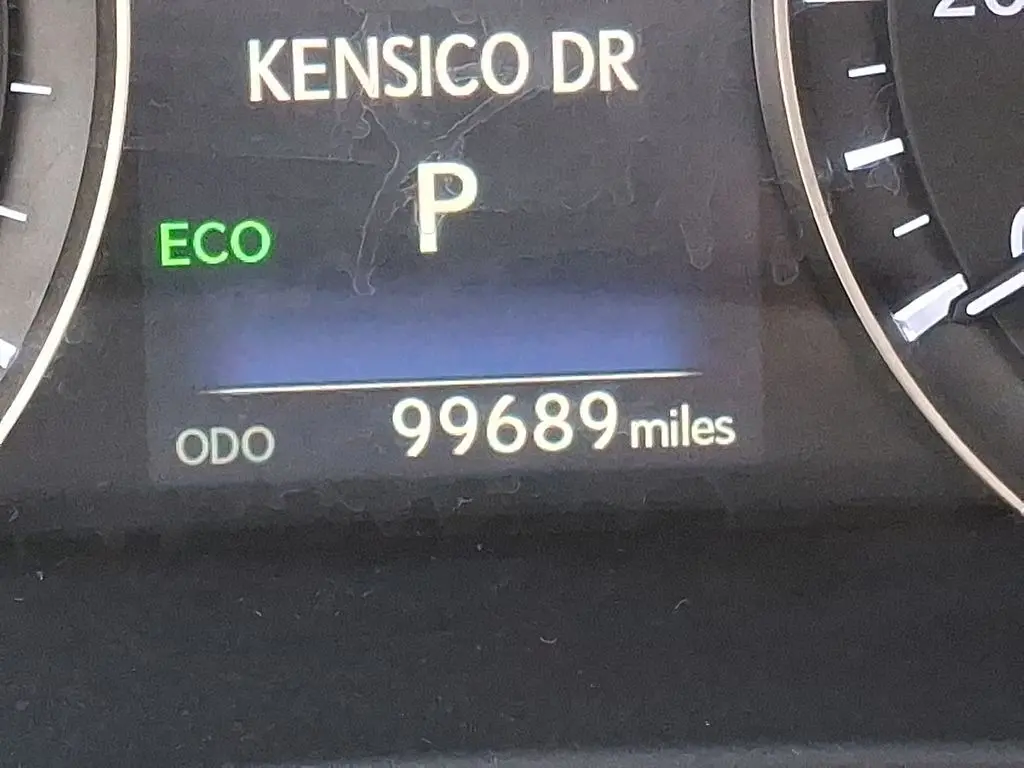 KENSICO DR
P
ECO
ODO 99689 miles